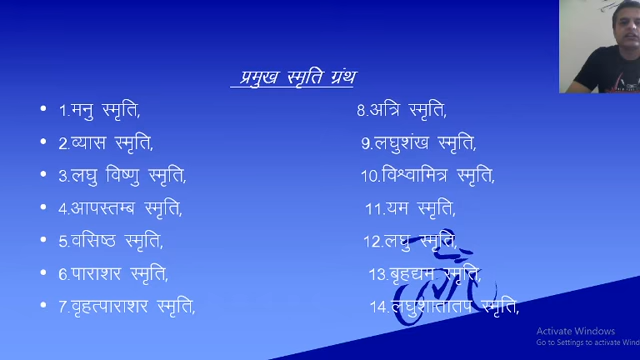 प्रमुख स्मृति ग्रंथ
1.मनु स्मृति,
2.व्यास स्मृति,
3.लघु विष्णु स्मृति,
4.आपस्तम्ब स्मृति,
5.वसिष्ठ स्मृति,
6.पाराशर स्मृति,
7.वृहत्पाराशर स्मृति,
8.अत्रि स्मृति,
9.लघुशंख स्मृति,
10.विश्वामित्र स्मृति,
11.यम स्मृति,
12.लघु स्मृति,
13.बृहद्यम स्मृति,
14.लघुशातातप स्मृति,
Activate Windows
Go to Settings to activate Win